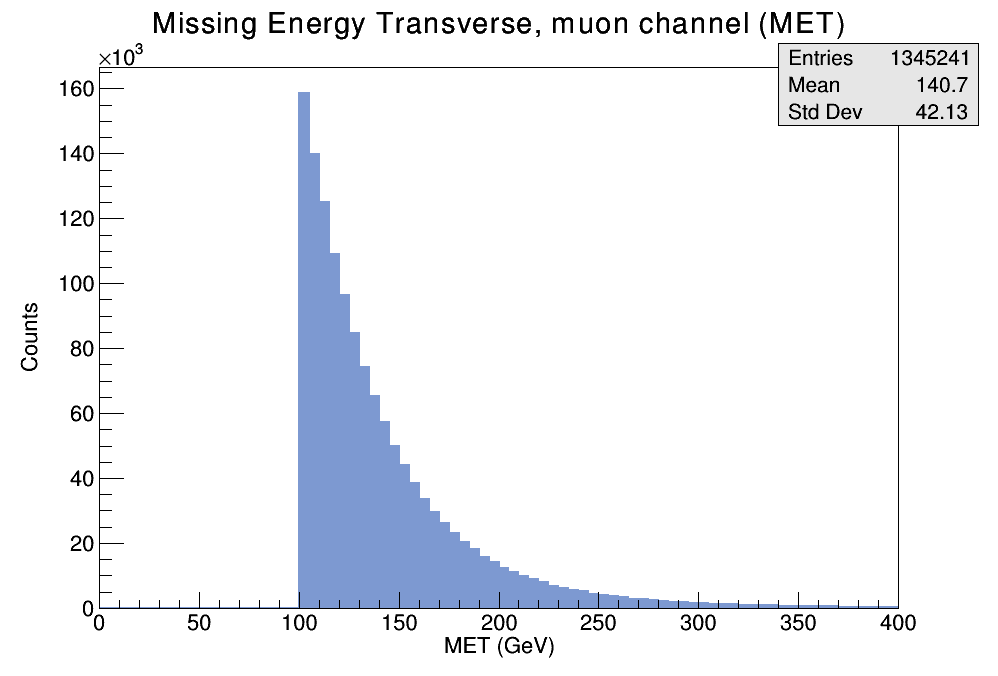 Missing Energy Transverse, muon channel (MET)
×10³
Entries 1345241
Mean 140.7
Std Dev 42.13
160
140
120
100
80
60
40
20
0
Counts
0 50 100 150 200 250 300 350 400
MET (GeV)